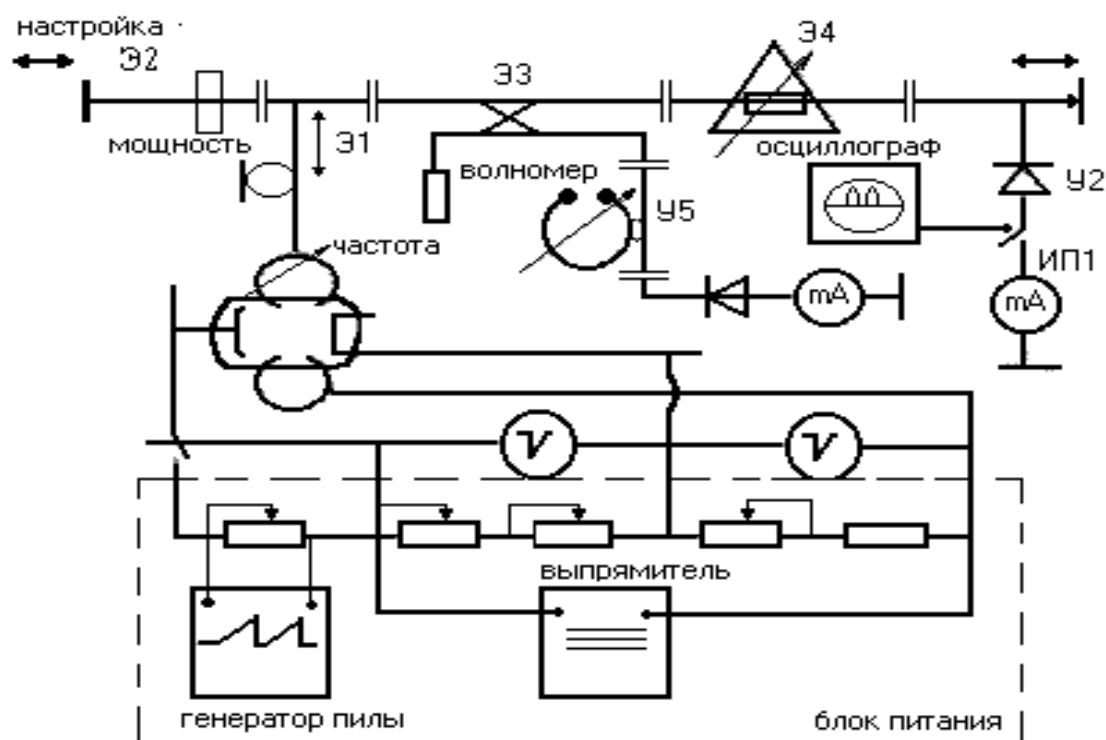 настройка
Э2
Э3
Э4
мощность
Э1
волномер
осциллограф
У2
У5
частота
ИП1
mA
mA
V
V
выпрямитель
генератор пилы
блок питания